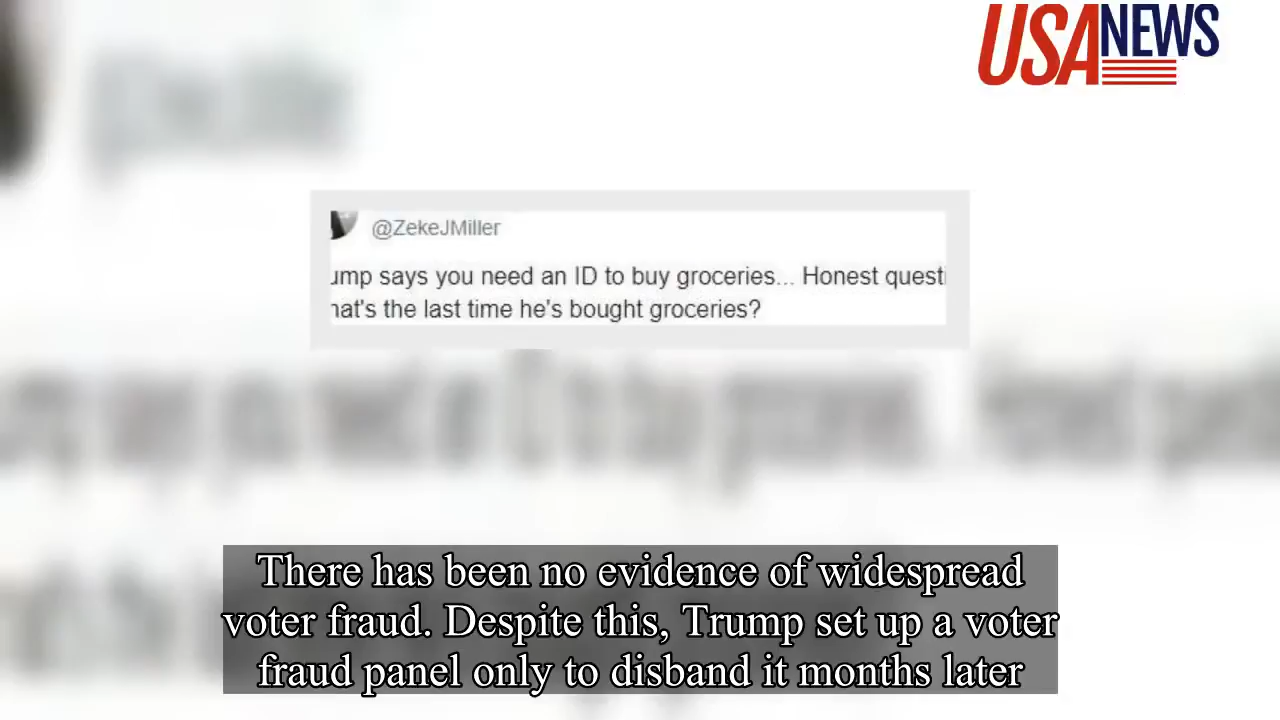 USANEWS
@ZekeJMiller
ump says you need an ID to buy groceries... Honest questi
hat's the last time he's bought groceries?
There has been no evidence of widespread
voter fraud. Despite this, Trump set up a voter
fraud panel only to disband it months later